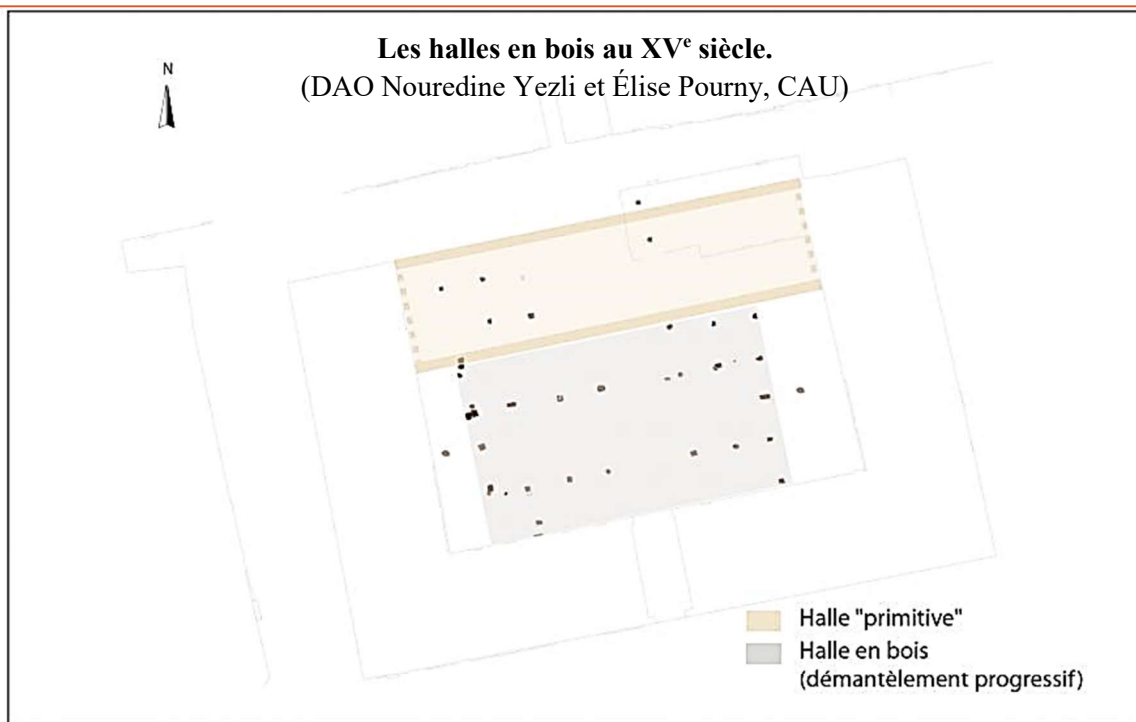 Les halles en bois au XVe siècle.
(DAO Nouredine Yezli et Élise Pourny, CAU)
N
Halle "primitive"
Halle en bois
(démantèlement progressif)